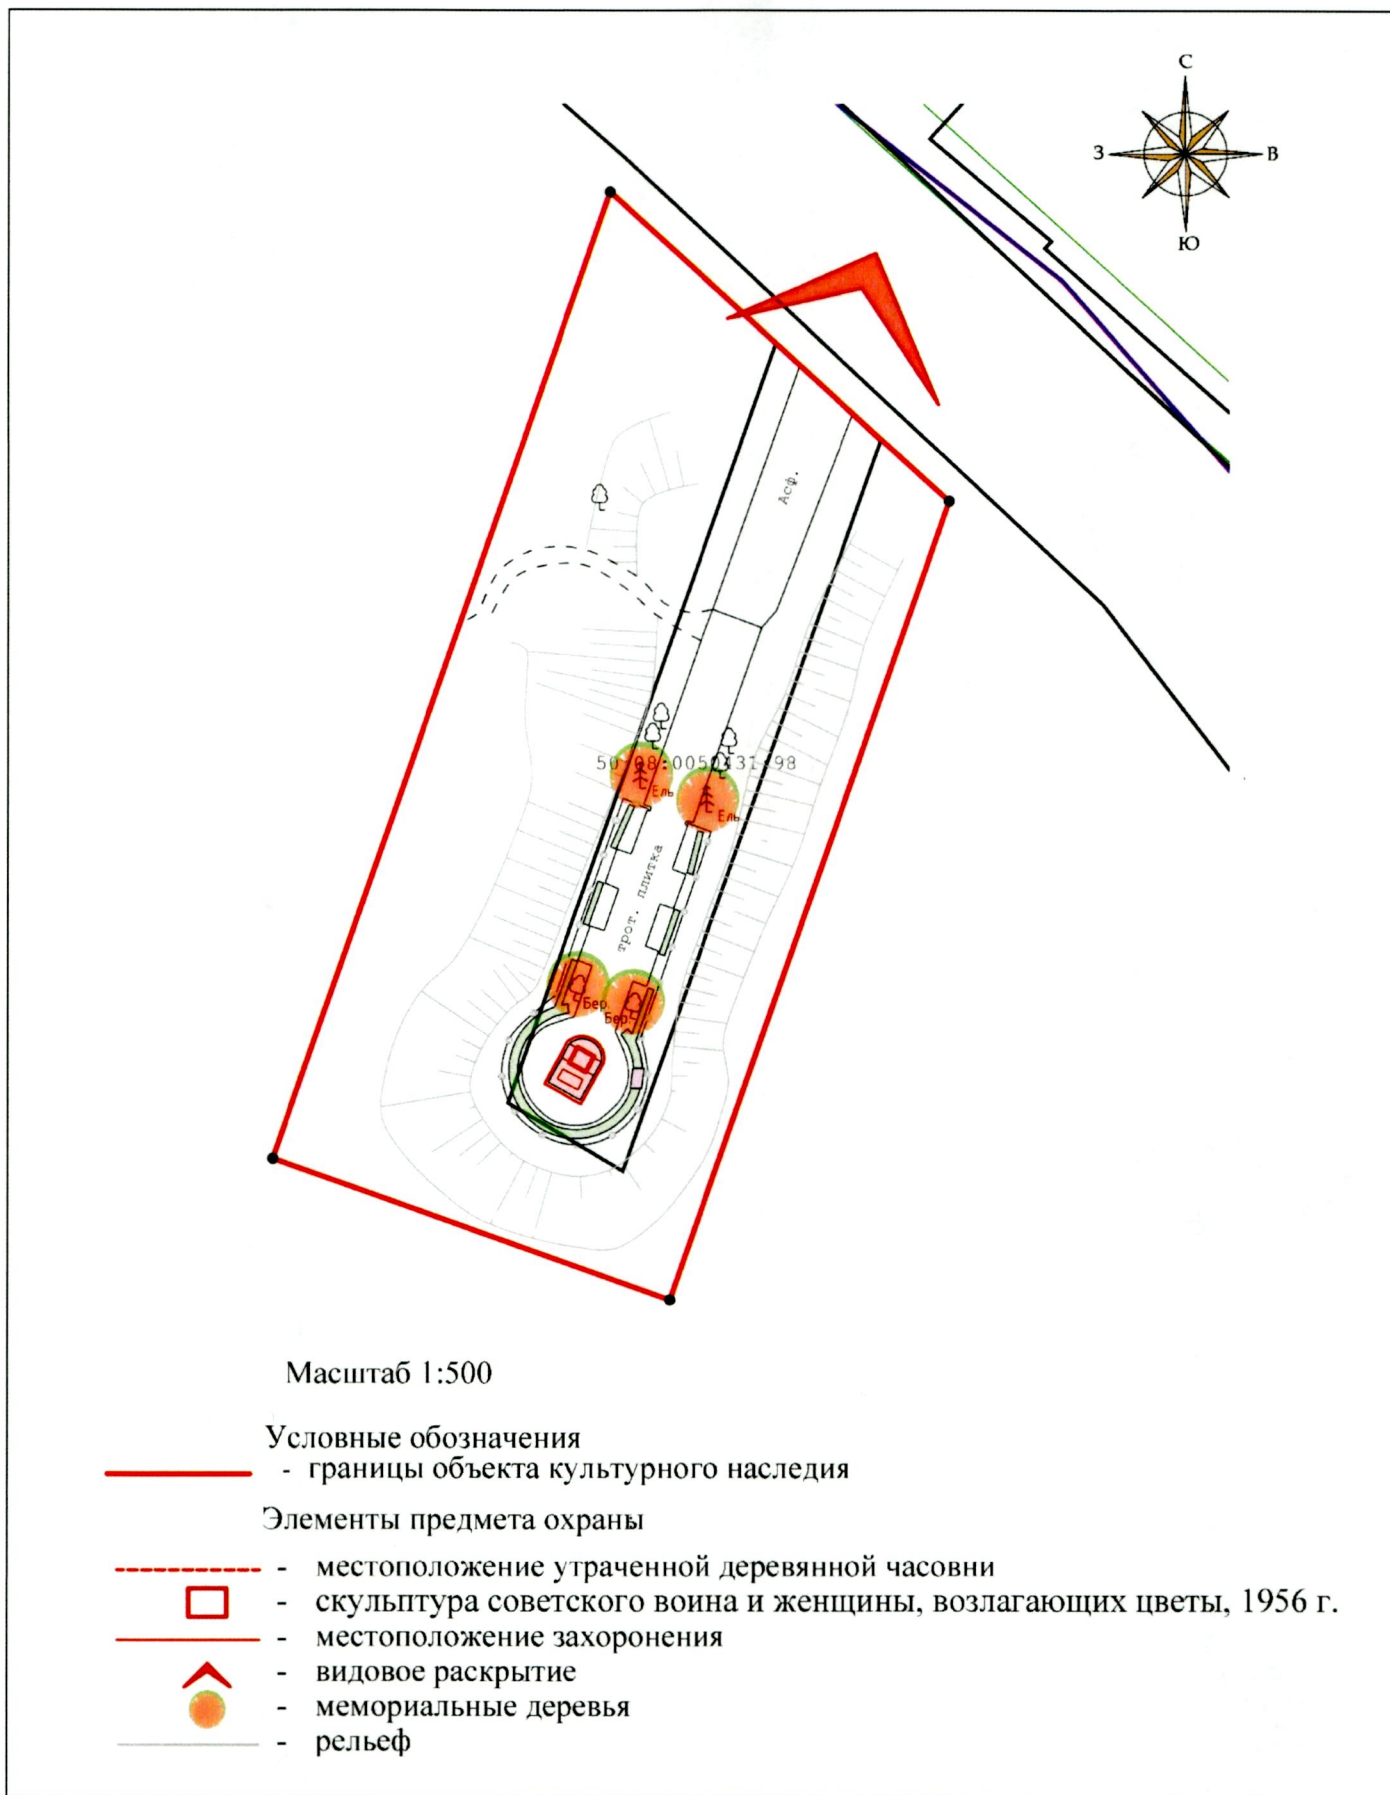 С
З
В
Ю
Асф.
50:08:0050431:98
Ель
Ель
трот. плитка
Бер.
Бер.
Масштаб 1:500
Условные обозначения
- границы объекта культурного наследия
Элементы предмета охраны
- местоположение утраченной деревянной часовни
- скульптура советского воина и женщины, возлагающих цветы, 1956 г.
- местоположение захоронения
- видовое раскрытие
- мемориальные деревья
- рельеф